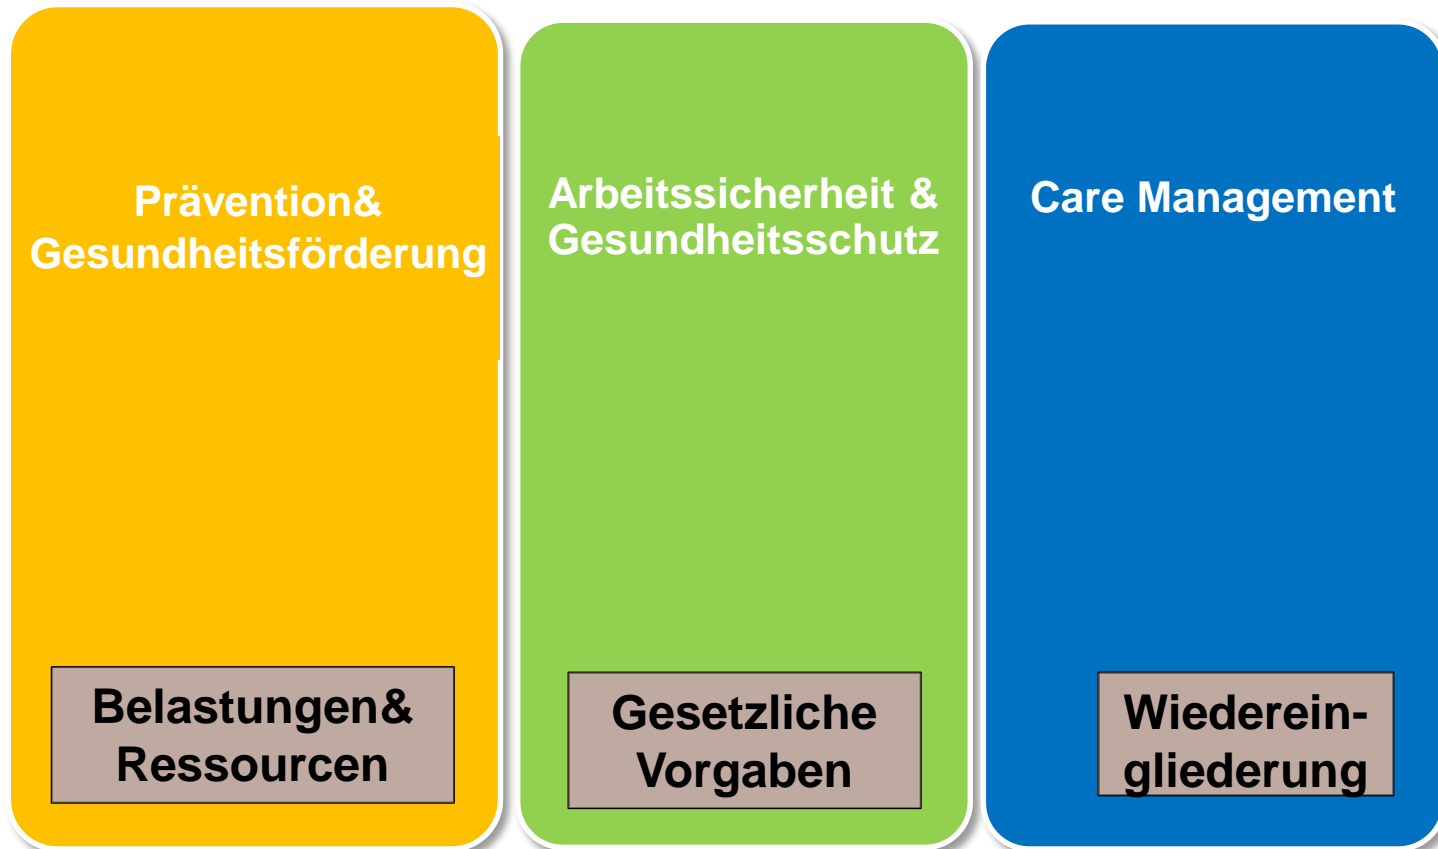 Prävention&
Gesundheitsförderung
Arbeitssicherheit &
Gesundheitsschutz
Care Management
Belastungen&
Ressourcen
Gesetzliche
Vorgaben
Wiederein-
gliederung